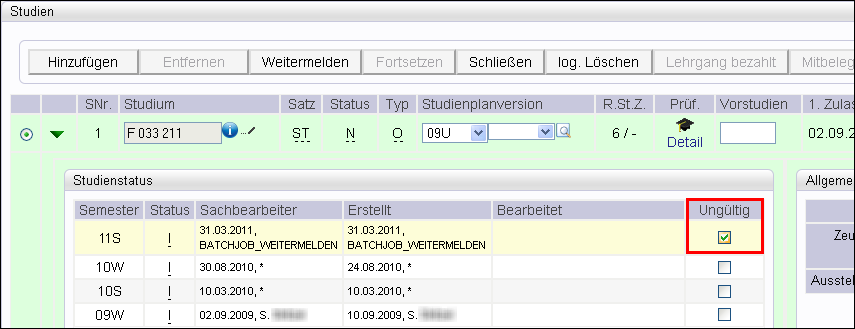 Studien
Hinzufügen Entfernen Weitermelden Fortsetzen Schließen log. Löschen Lehrgang bezahlt Mitbeleg
SNr. Studium Satz Status Typ Studienplanversion R.St.Z. Prüf. Vorstudien 1. Zulas
1 F 033 211 i ... ST N O 09U 6 / - Detail 02.09.2
Studienstatus Allgeme
Semester Status Sachbearbeiter Erstellt Bearbeitet Ungültig
11S I 31.03.2011, BATCHJOB_WEITERMELDEN 31.03.2011, BATCHJOB_WEITERMELDEN
Zeu
10W I 30.08.2010, * 24.08.2010, *
10S I 10.03.2010, * 10.03.2010, *
Ausstel
09W I 02.09.2009, S. 10.09.2009, S.